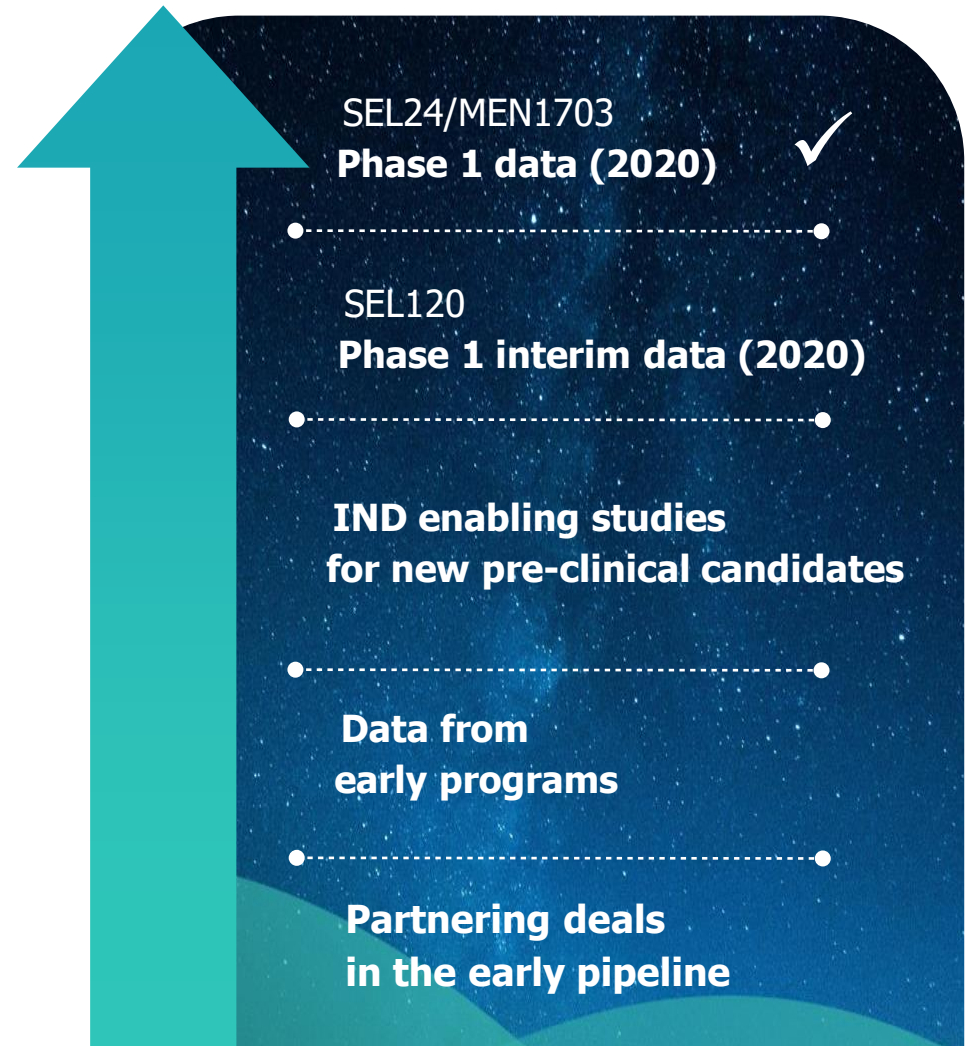 SEL24/MEN1703
Phase 1 data (2020)
SEL120
Phase 1 interim data (2020)
IND enabling studies
for new pre-clinical candidates
Data from
early programs
Partnering deals
in the early pipeline